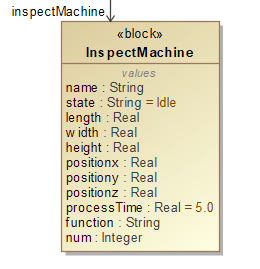 inspectMachine
«block»
InspectMachine
values
name : String
state : String = Idle
length : Real
width : Real
height : Real
positionx : Real
positiony : Real
positionz : Real
processTime : Real = 5.0
function : String
num : Integer